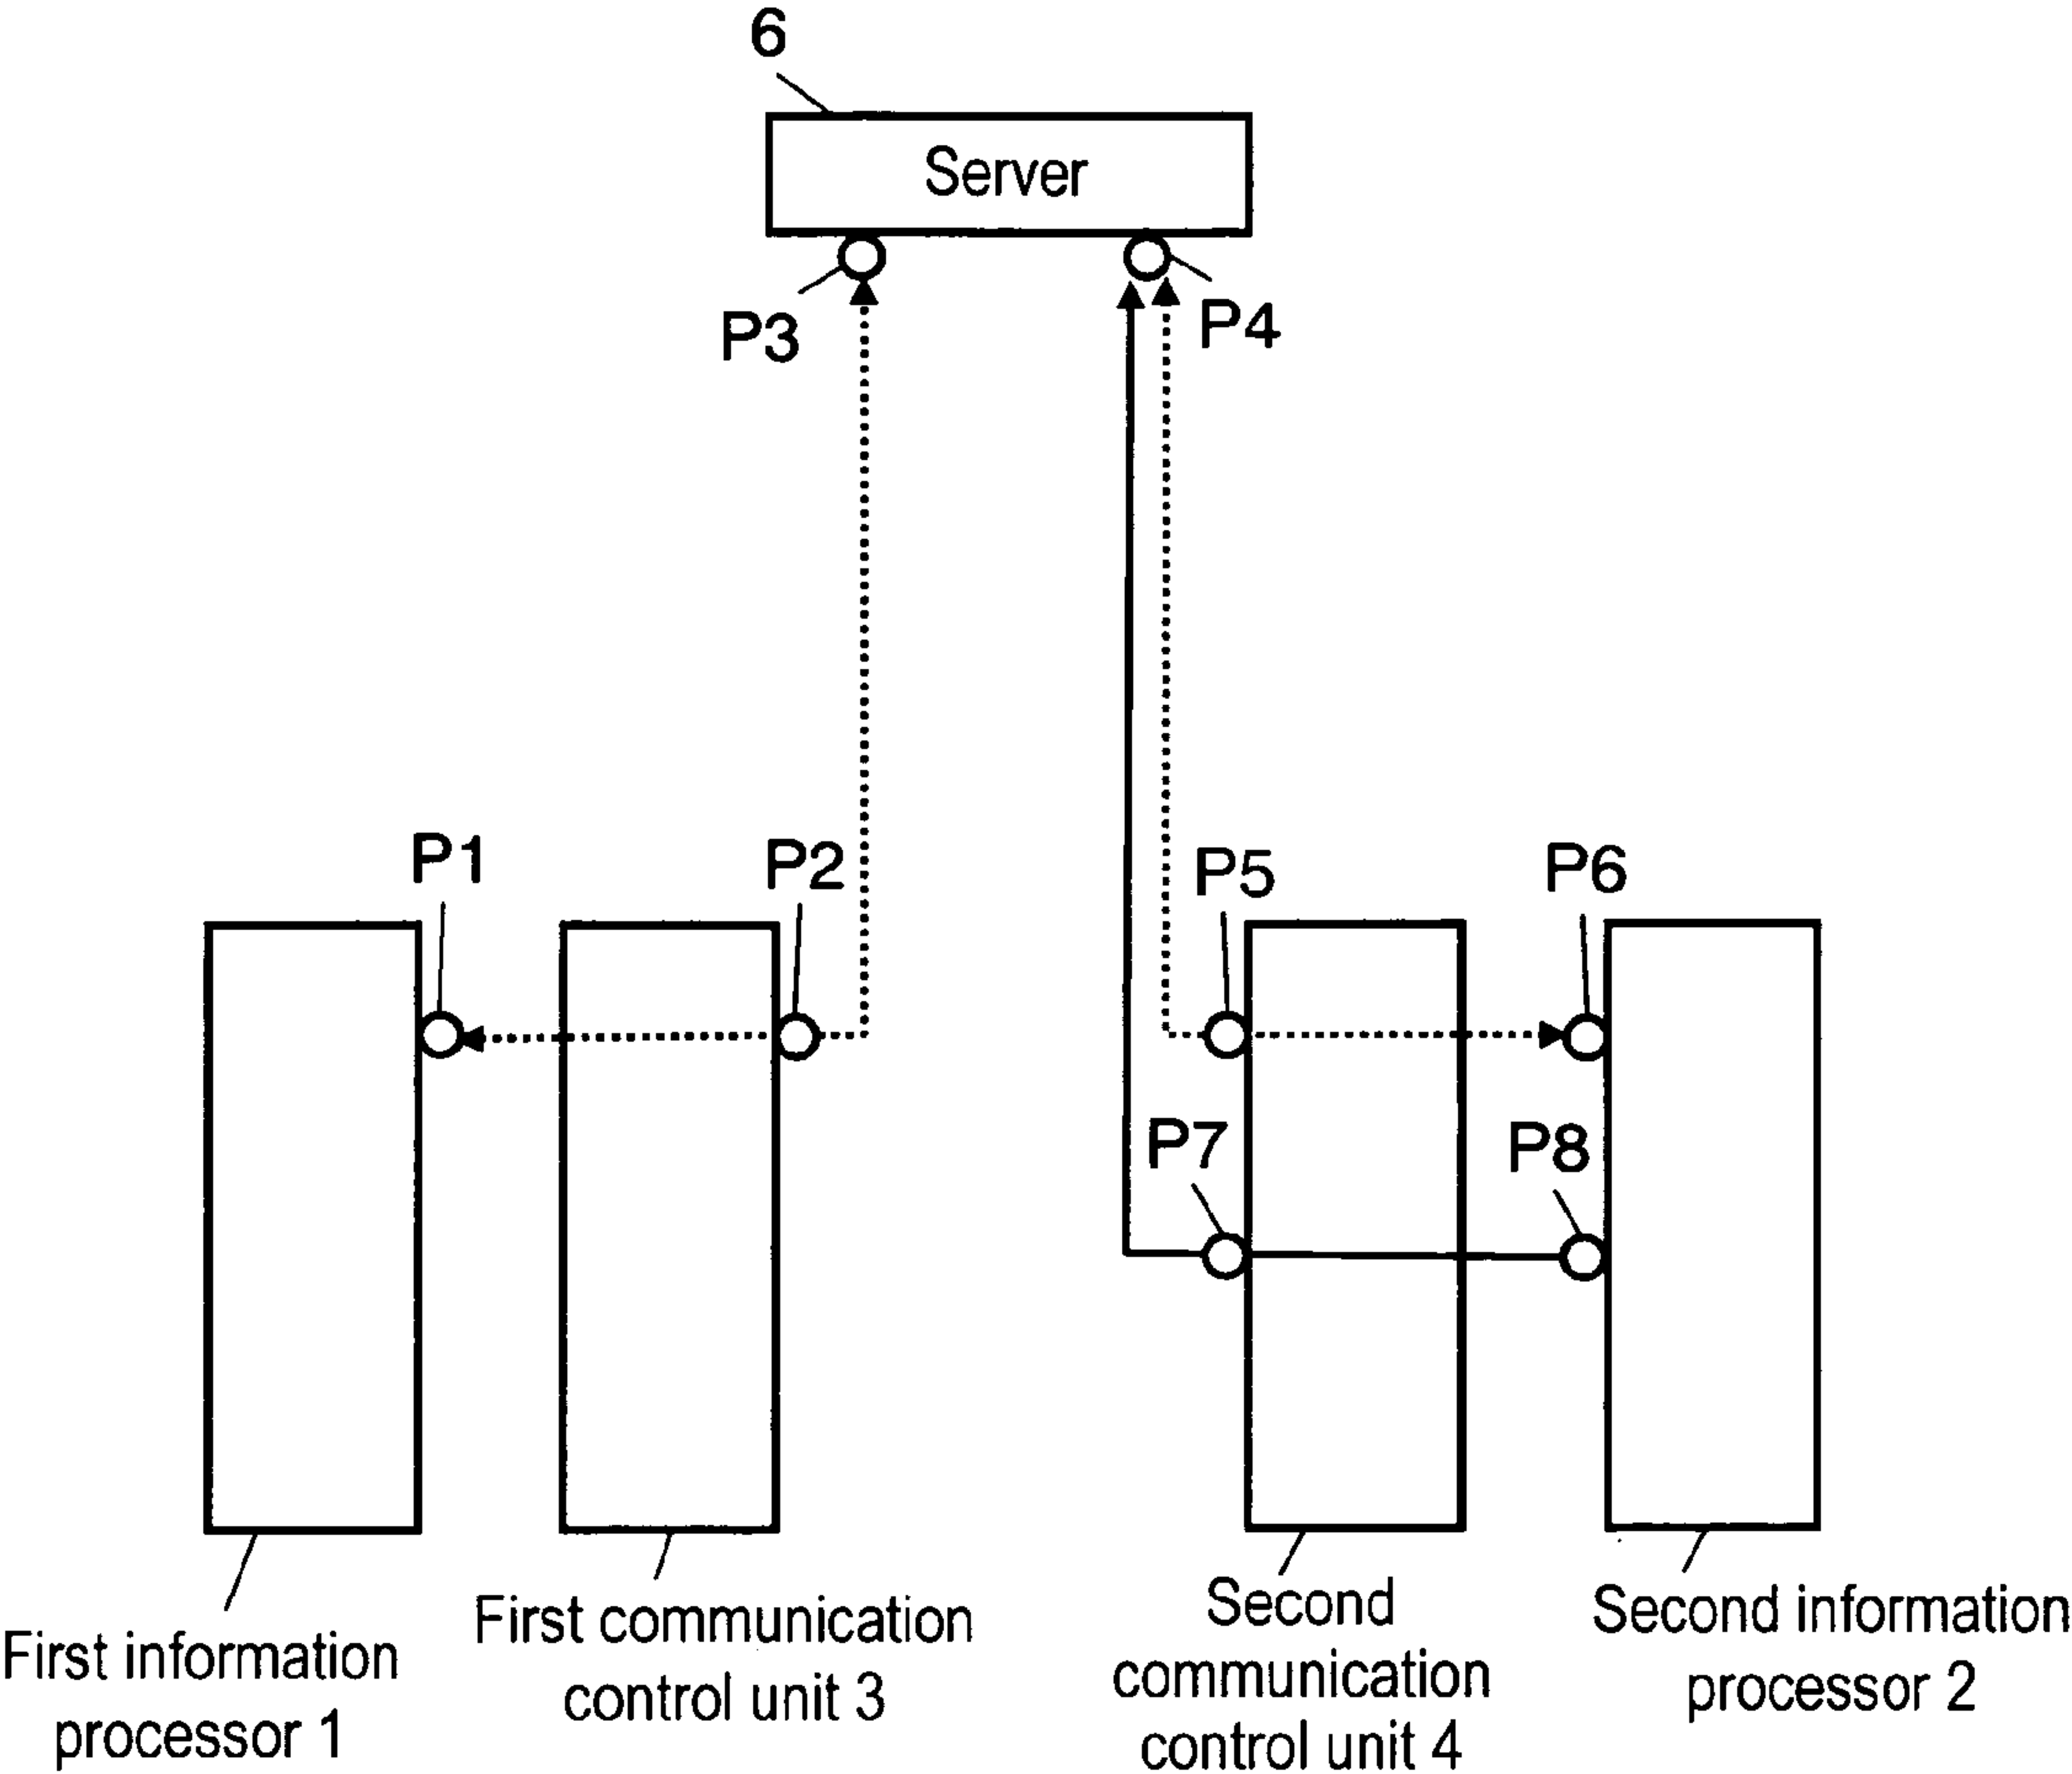 6
Server
P3
P4
P1
P2
P5
P6
P7
P8
First information
processor 1
First communication
control unit 3
Second
communication
control unit 4
Second information
processor 2